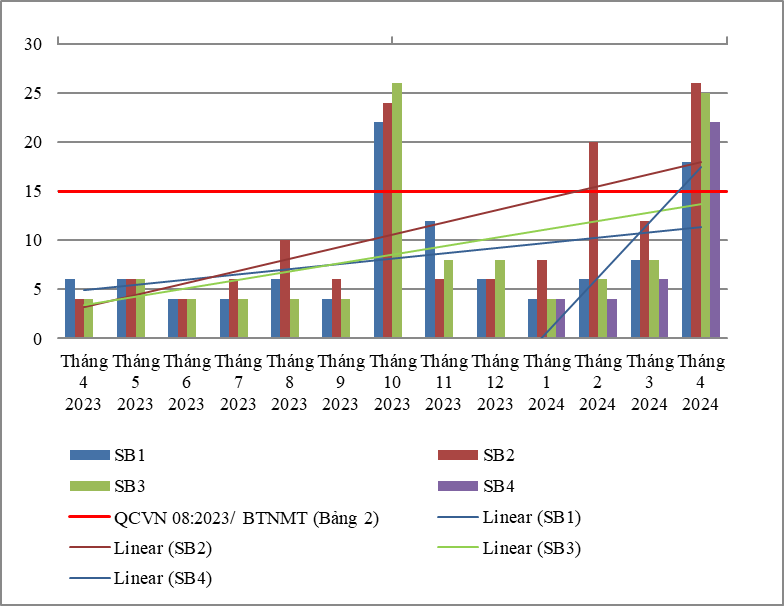 30
25
20
15
10
5
0
Tháng 4 2023
Tháng 5 2023
Tháng 6 2023
Tháng 7 2023
Tháng 8 2023
Tháng 9 2023
Tháng 10 2023
Tháng 11 2023
Tháng 12 2023
Tháng 1 2024
Tháng 2 2024
Tháng 3 2024
Tháng 4 2024
SB1
SB2
SB3
SB4
QCVN 08:2023/ BTNMT (Bảng 2)
Linear (SB1)
Linear (SB2)
Linear (SB3)
Linear (SB4)